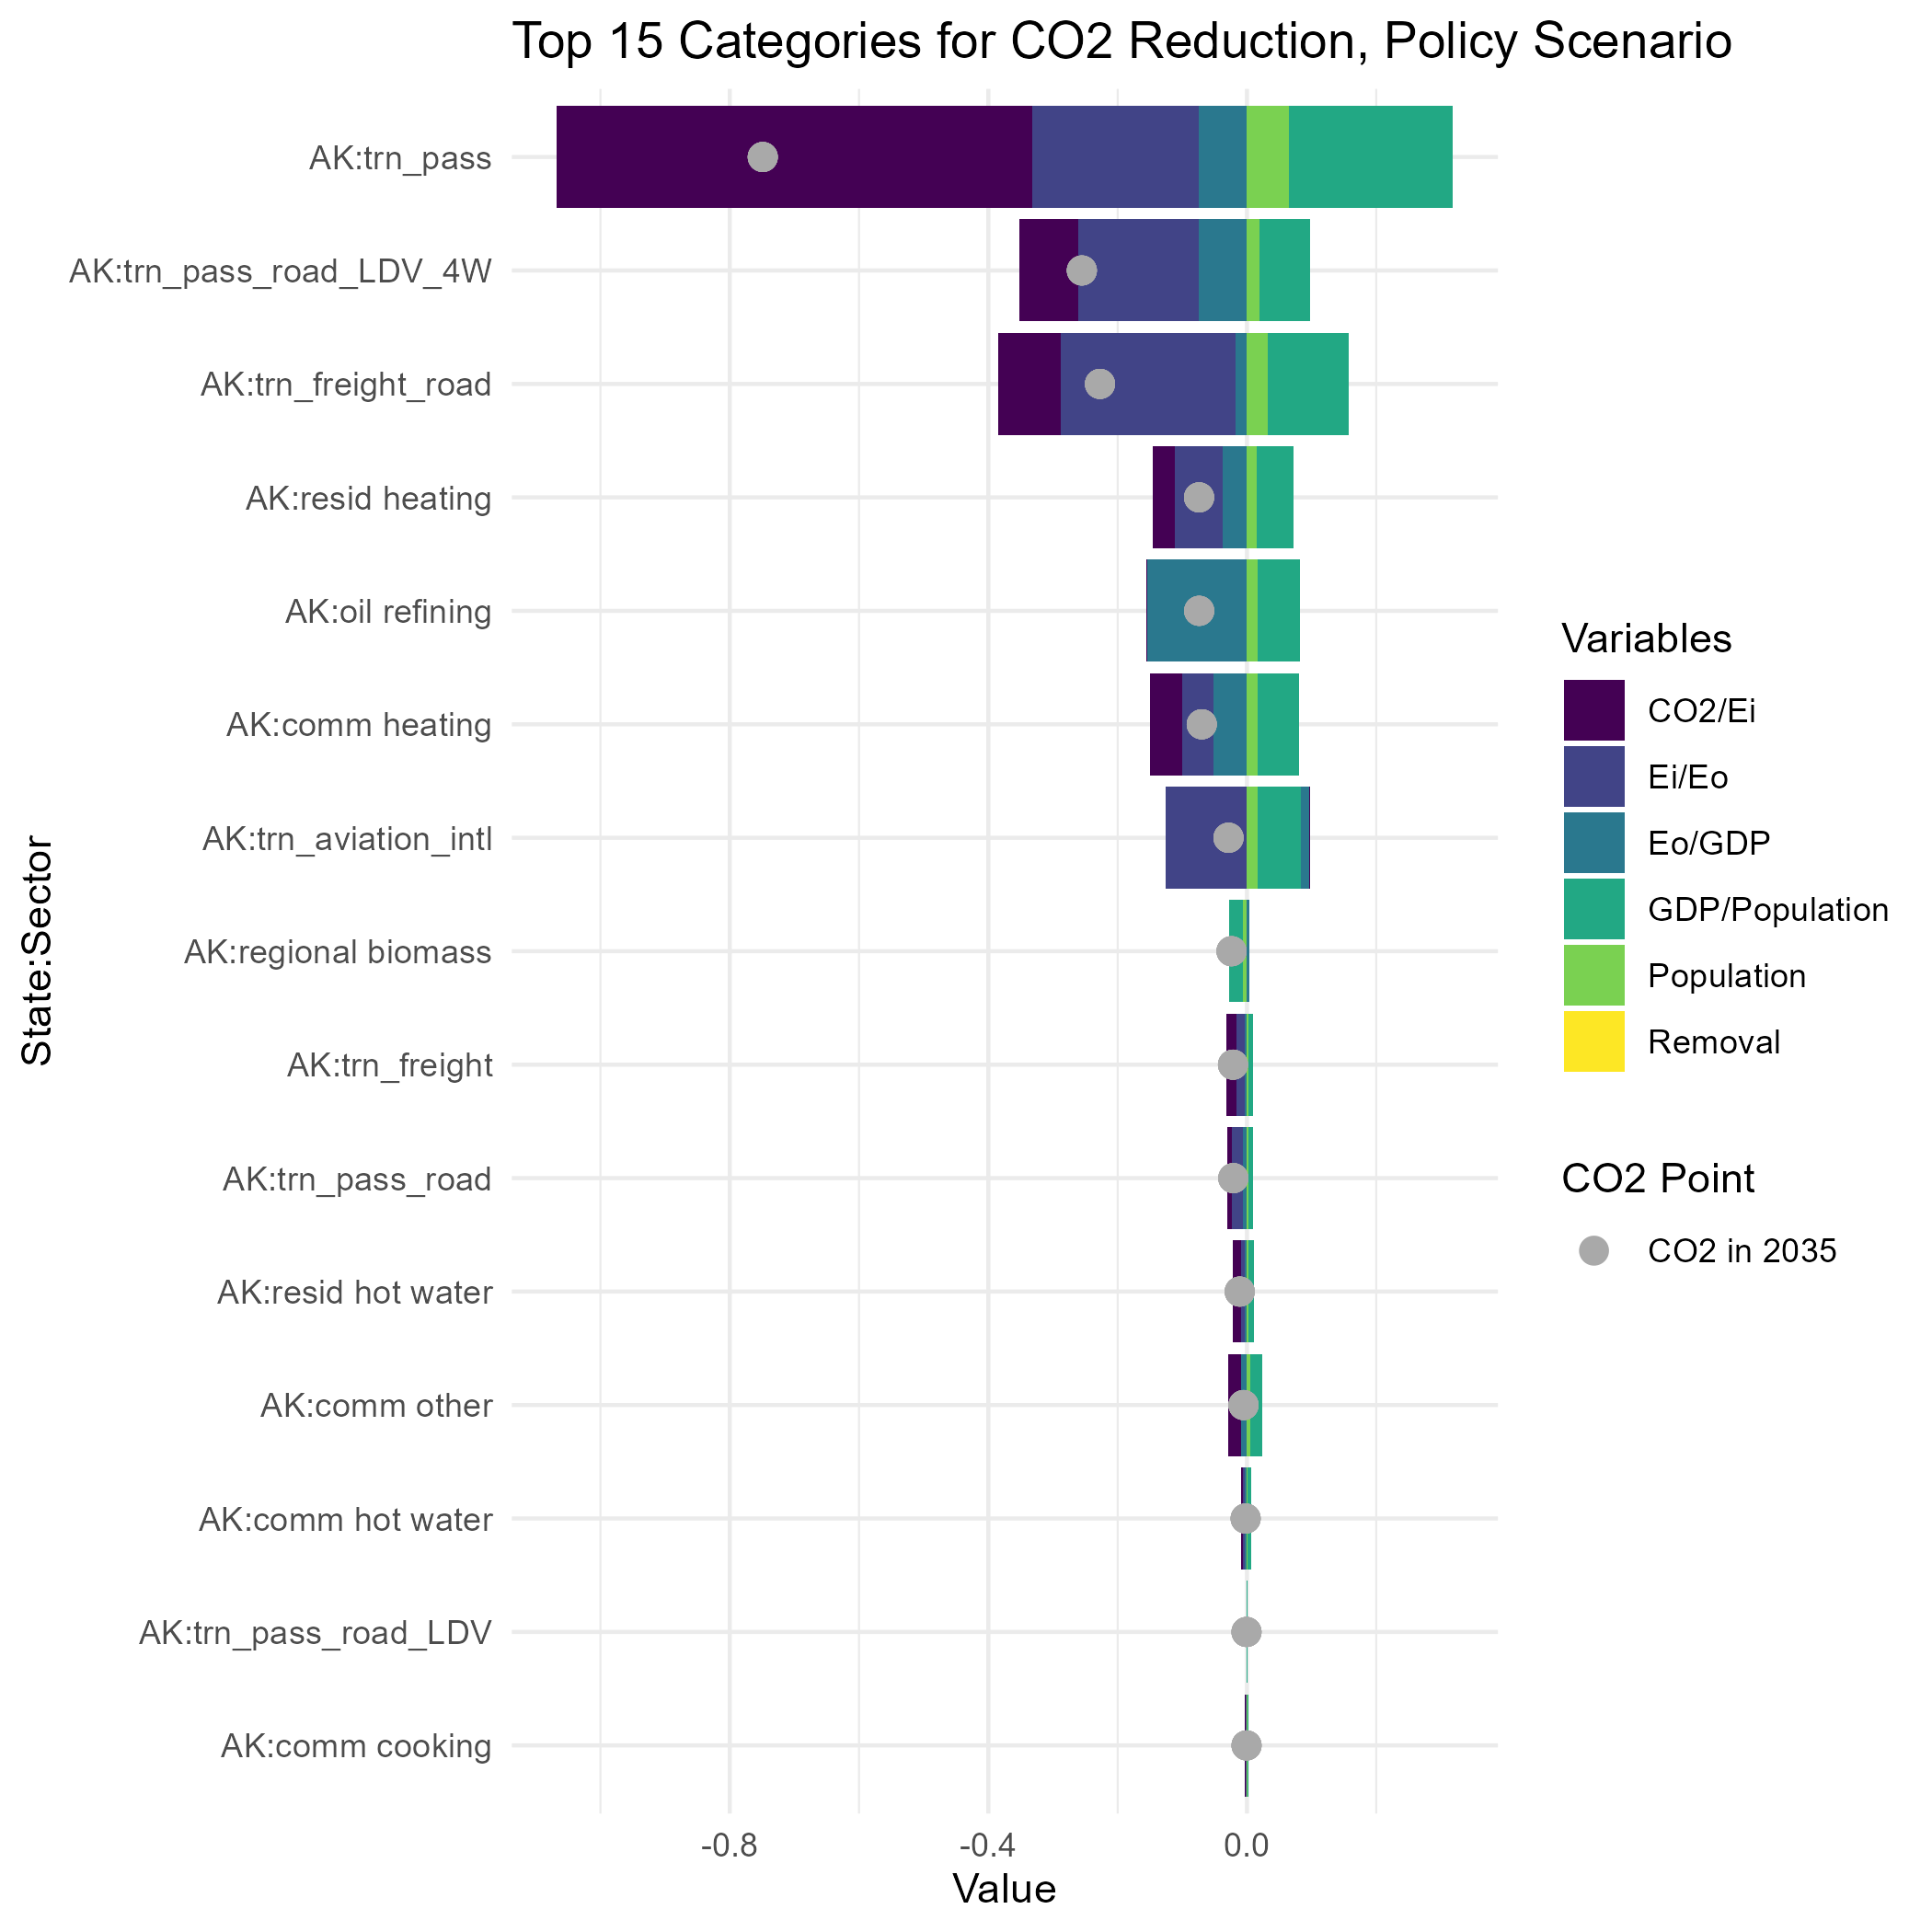 Top 15 Categories for CO2 Reduction, Policy Scenario
State:Sector
AK:trn_pass
AK:trn_pass_road_LDV_4W
AK:trn_freight_road
AK:resid heating
AK:oil refining
AK:comm heating
AK:trn_aviation_intl
AK:regional biomass
AK:trn_freight
AK:trn_pass_road
AK:resid hot water
AK:comm other
AK:comm hot water
AK:trn_pass_road_LDV
AK:comm cooking
-0.8
-0.4
0.0
Value
Variables
CO2/Ei
Ei/Eo
Eo/GDP
GDP/Population
Population
Removal
CO2 Point
CO2 in 2035